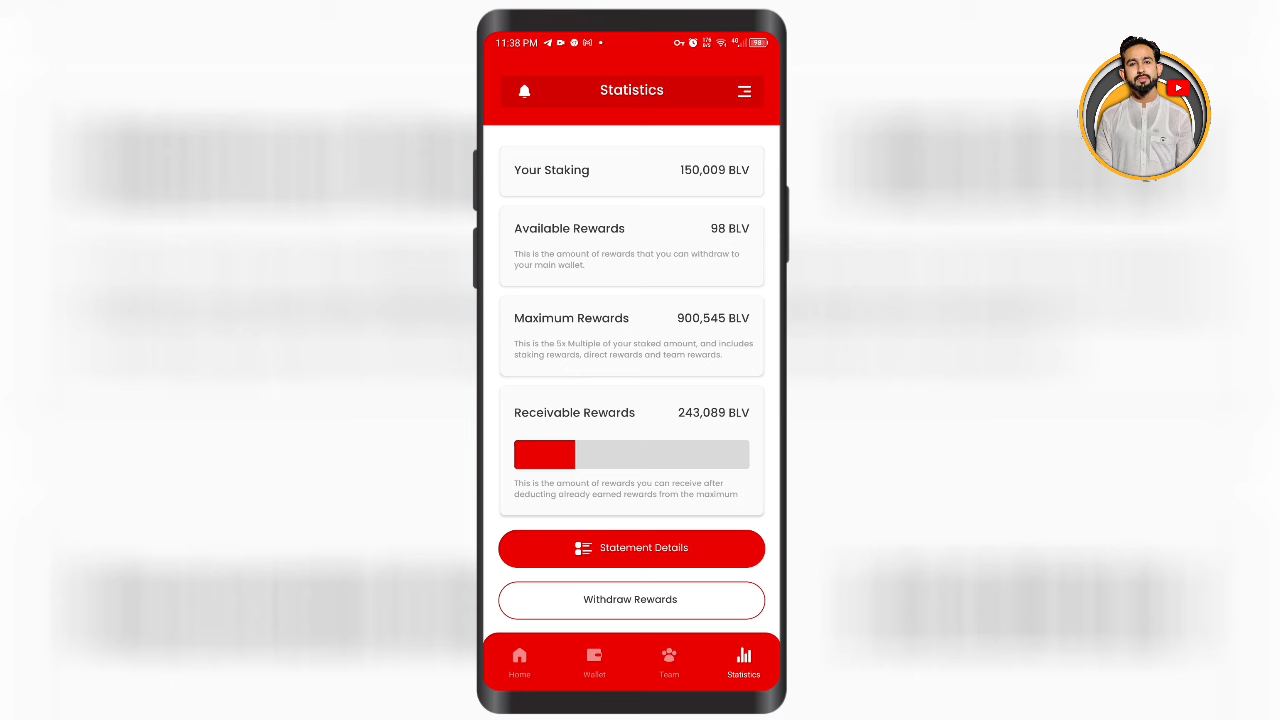 11:38 PM
176
B/S
4G
98
Statistics
Your Staking 150,009 BLV
Available Rewards 98 BLV
This is the amount of rewards that you can withdraw to
your main wallet.
Maximum Rewards 900,545 BLV
This is the 5x Multiple of your staked amount, and includes
staking rewards, direct rewards and team rewards.
Receivable Rewards 243,089 BLV
This is the amount of rewards you can receive after
deducting already earned rewards from the maximum
Statement Details
Withdraw Rewards
Home Wallet Team Statistics